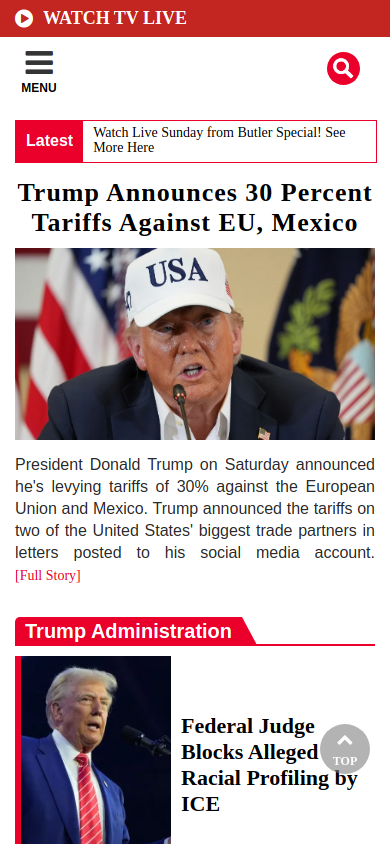 WATCH TV LIVE
MENU
Latest
Watch Live Sunday from Butler Special! See
More Here
Trump Announces 30 Percent
Tariffs Against EU, Mexico
USA
President Donald Trump on Saturday announced
he's levying tariffs of 30% against the European
Union and Mexico. Trump announced the tariffs on
two of the United States' biggest trade partners in
letters posted to his social media account.
[Full Story]
Trump Administration
Federal Judge
Blocks Alleged
Racial Profiling by
ICE
TOP